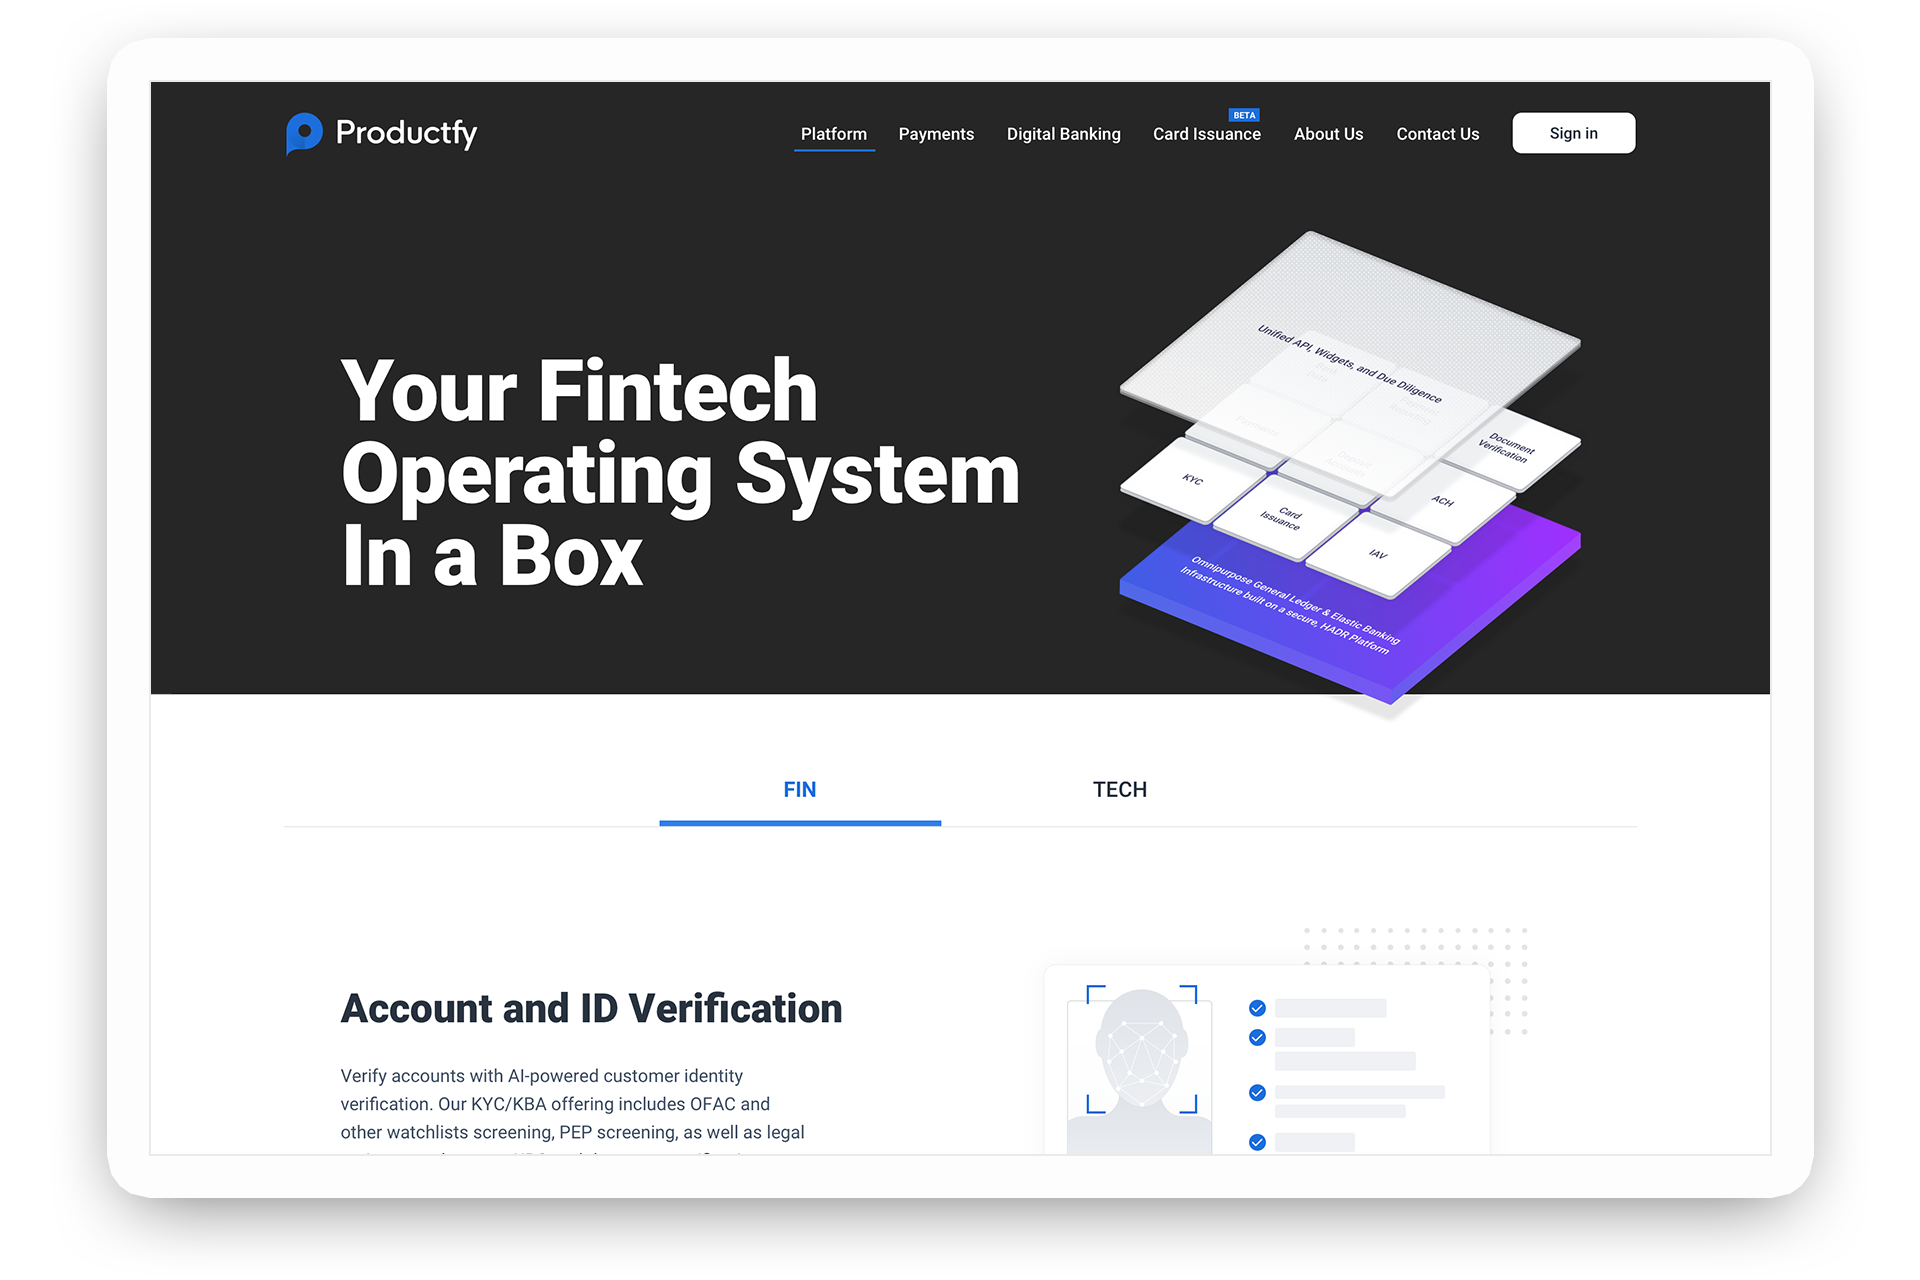 Productfy
Platform
Payments
Digital Banking
BETA
Card Issuance
About Us
Contact Us
Sign in
Your Fintech
Operating System
In a Box
Unified API, Widgets, and Due Diligence
Payments
Deposit
Accounts
Document
Verification
KYC
ACH
Card
Issuance
IAV
Omnipurpose General Ledger & Elastic Banking
Infrastructure built on a secure, HADR Platform
FIN
TECH
Account and ID Verification
Verify accounts with AI-powered customer identity
verification. Our KYC/KBA offering includes OFAC and
other watchlists screening, PEP screening, as well as legal